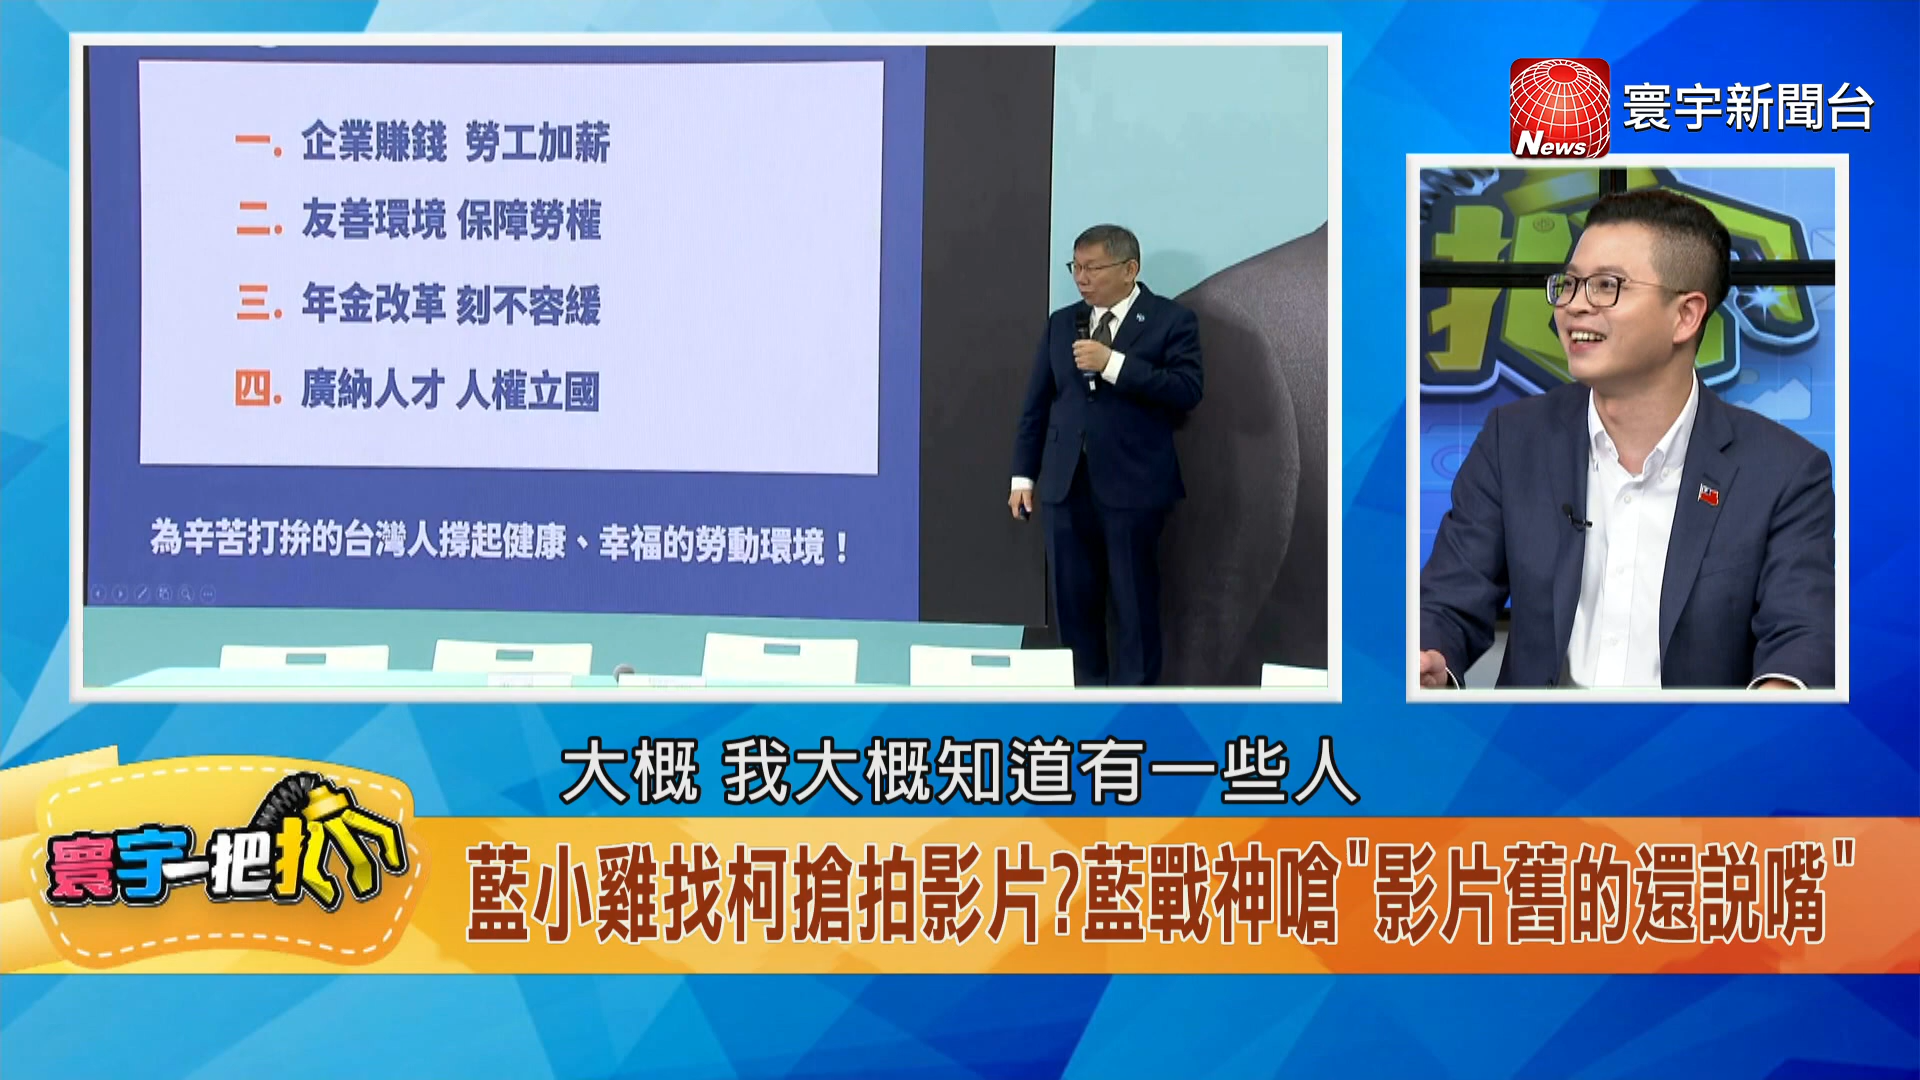 一. 企業賺錢 勞工加薪
二. 友善環境 保障勞權
三. 年金改革 刻不容緩
四. 廣納人才 人權立國
為辛苦打拚的台灣人撐起健康、幸福的勞動環境！
News
寰宇新聞台
扒
大概 我大概知道有一些人
寰宇一把抓
藍小雞找柯搶拍影片?藍戰神嗆"影片舊的還說嘴"